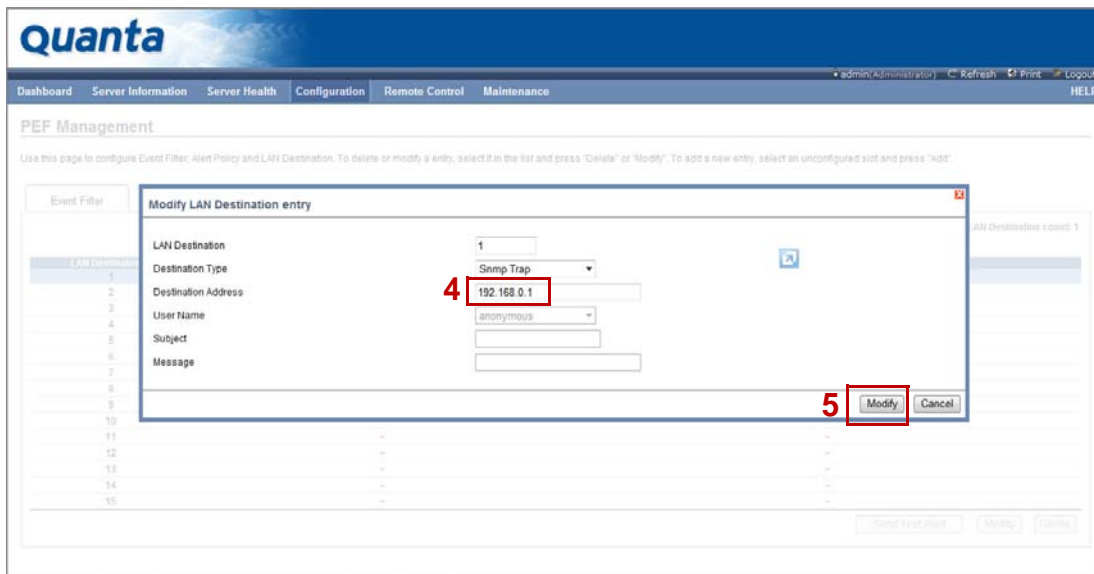 Quanta
admin(Administrator) Refresh Print Logout
Dashboard Server Information Server Health Configuration Remote Control Maintenance HELP
PEF Management
Use this page to configure Event Filter, Alert Policy and LAN Destination. To delete or modify a entry, select it in the list and press "Delete" or "Modify". To add a new entry, select an unconfigured slot and press "Add".
Event Filter
LAN Destination count: 1
Modify LAN Destination entry
LAN Destination 1
Destination Type Snmp Trap
Destination Address 4 192.168.0.1
User Name anonymous
Subject
Message
5 Modify Cancel
LAN Destination
1
2
3
4
5
6
7
8
9
10
11 ~ ~
12 ~ ~
13 ~ ~
14 ~ ~
15 ~ ~
Send Test Alert Modify Delete